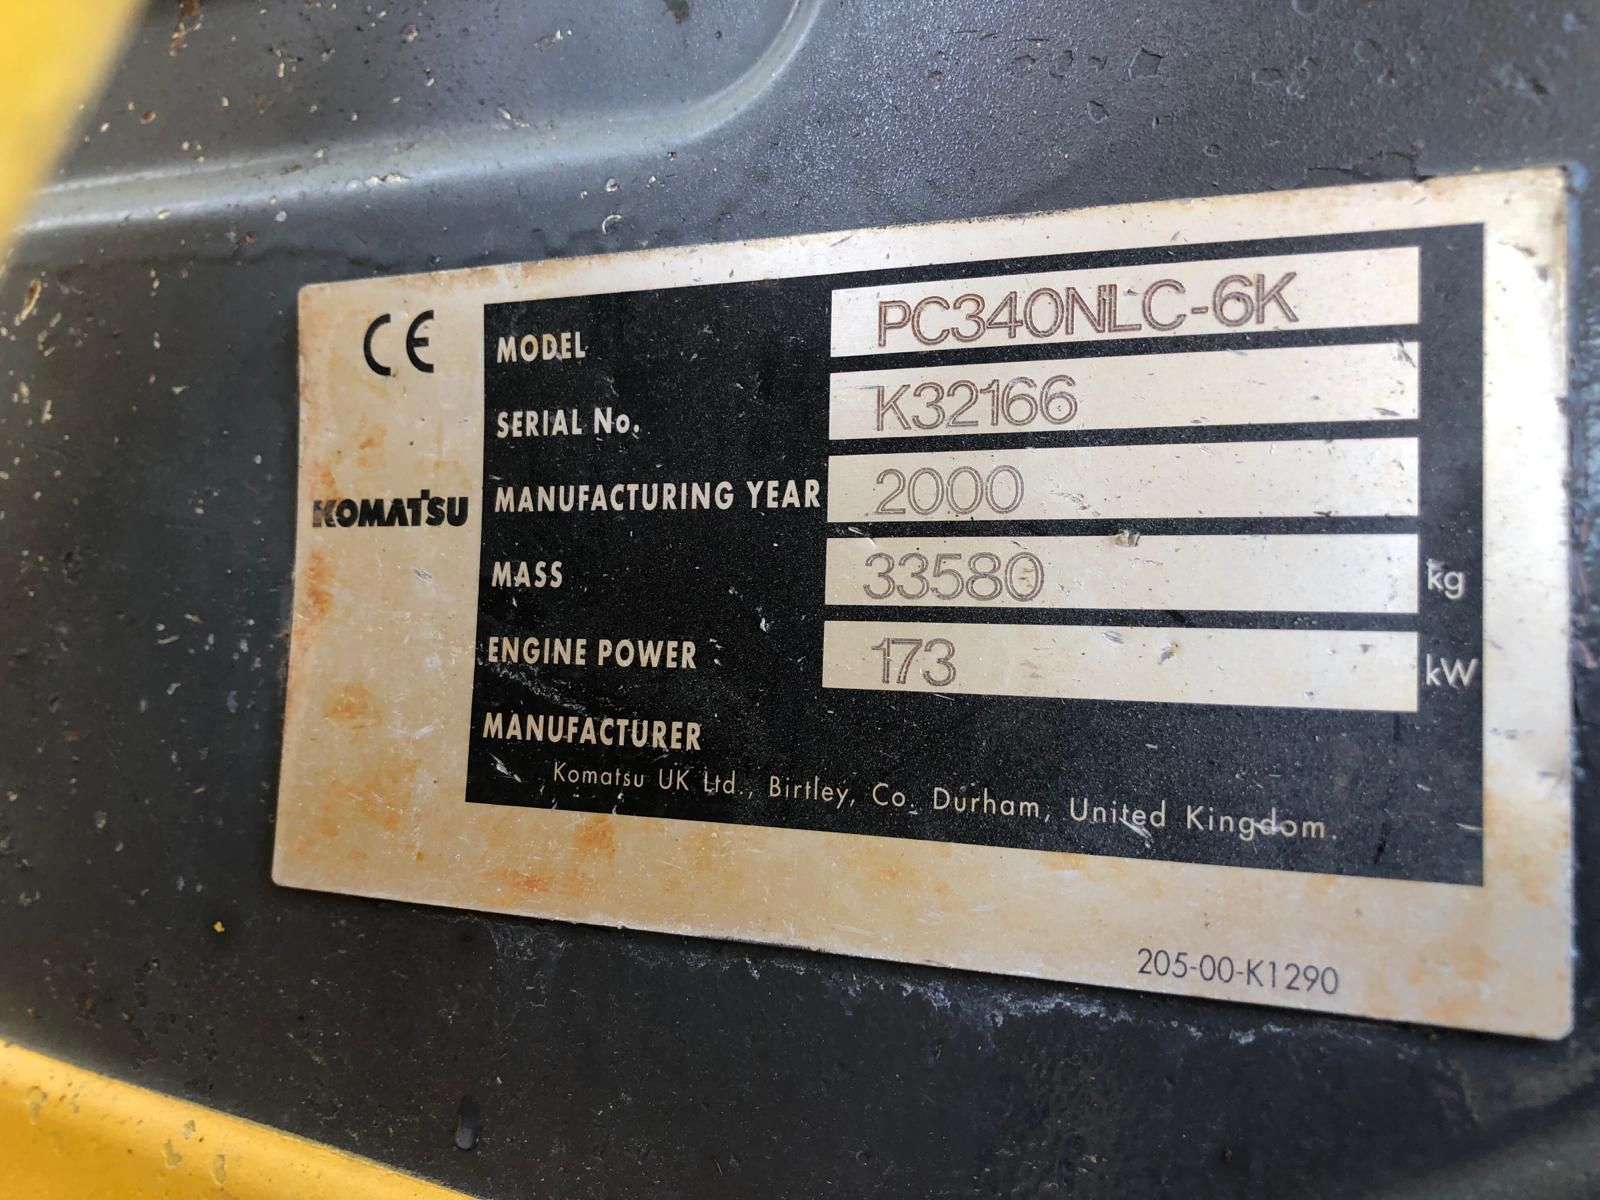 CE
KOMATSU
MODEL PC340NLC-6K
SERIAL No. K32166
MANUFACTURING YEAR 2000
MASS 33580 kg
ENGINE POWER 173 kW
MANUFACTURER
Komatsu UK Ltd., Birtley, Co. Durham, United Kingdom.
205-00-K1290